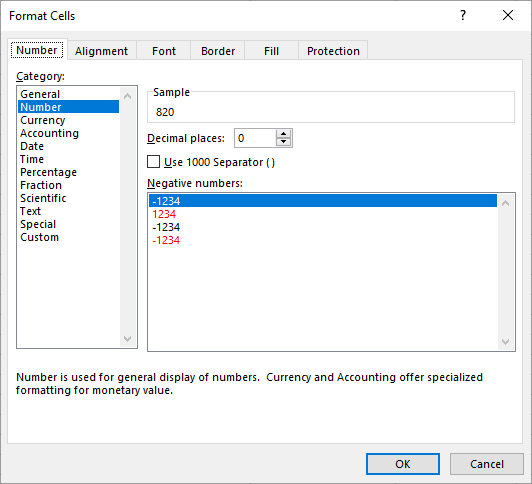 Format Cells
Number Alignment Font Border Fill Protection
Category:
General
Number
Currency
Accounting
Date
Time
Percentage
Fraction
Scientific
Text
Special
Custom
Sample
820
Decimal places: 0
Use 1000 Separator ( )
Negative numbers:
-1234
1234
-1234
-1234
Number is used for general display of numbers. Currency and Accounting offer specialized
formatting for monetary value.
OK Cancel